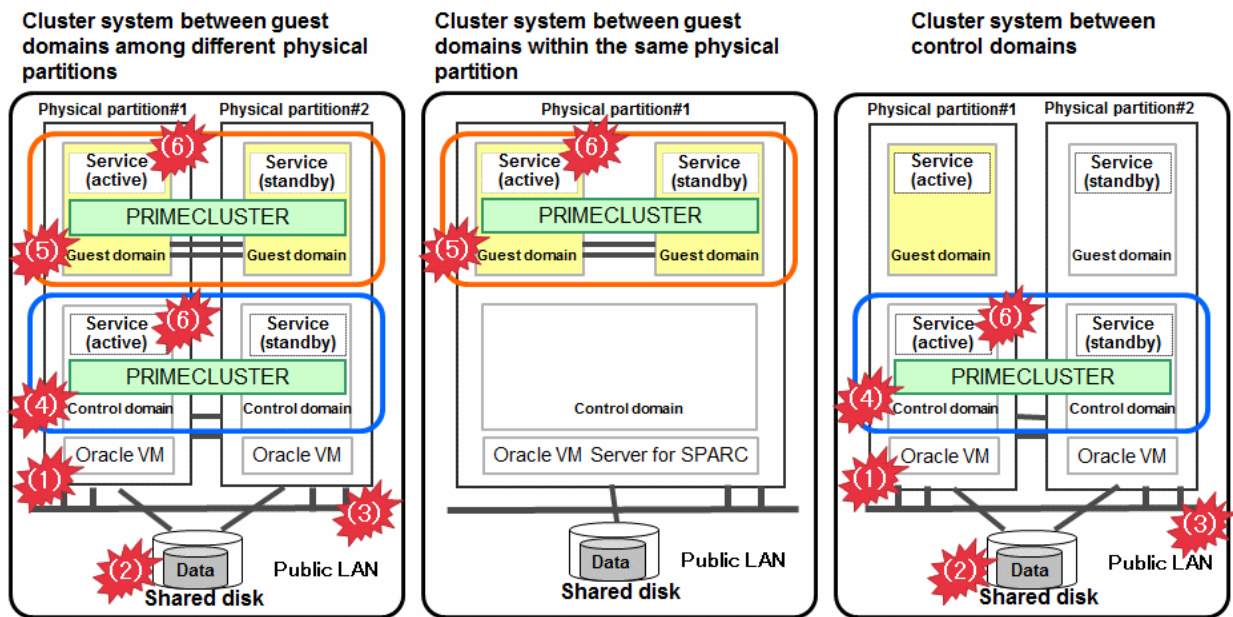 Cluster system between guest
domains among different physical
partitions
Physical partition#1
Physical partition#2
(6)
Service
(active)
Service
(standby)
PRIMECLUSTER
(5)
Guest domain
Guest domain
(6)
Service
(active)
Service
(standby)
PRIMECLUSTER
(4)
Control domain
Control domain
Oracle VM
Oracle VM
(1)
(3)
(2)
Data
Public LAN
Shared disk
Cluster system between guest
domains within the same physical
partition
Physical partition#1
(6)
Service
(active)
Service
(standby)
PRIMECLUSTER
(5)
Guest domain
Guest domain
Control domain
Oracle VM Server for SPARC
Data
Public LAN
Shared disk
Cluster system between
control domains
Physical partition#1
Physical partition#2
Service
(active)
Service
(standby)
Guest domain
Guest domain
(6)
Service
(active)
Service
(standby)
PRIMECLUSTER
(4)
Control domain
Control domain
Oracle VM
Oracle VM
(1)
(3)
(2)
Data
Public LAN
Shared disk